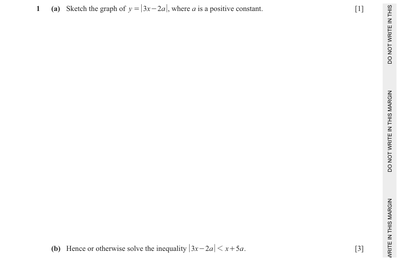 1 (a) Sketch the graph of y = |3x − 2a|, where a is a positive constant. [1]
(b) Hence or otherwise solve the inequality |3x − 2a| < x + 5a. [3]
DO NOT WRITE IN THIS
DO NOT WRITE IN THIS MARGIN
WRITE IN THIS MARGIN